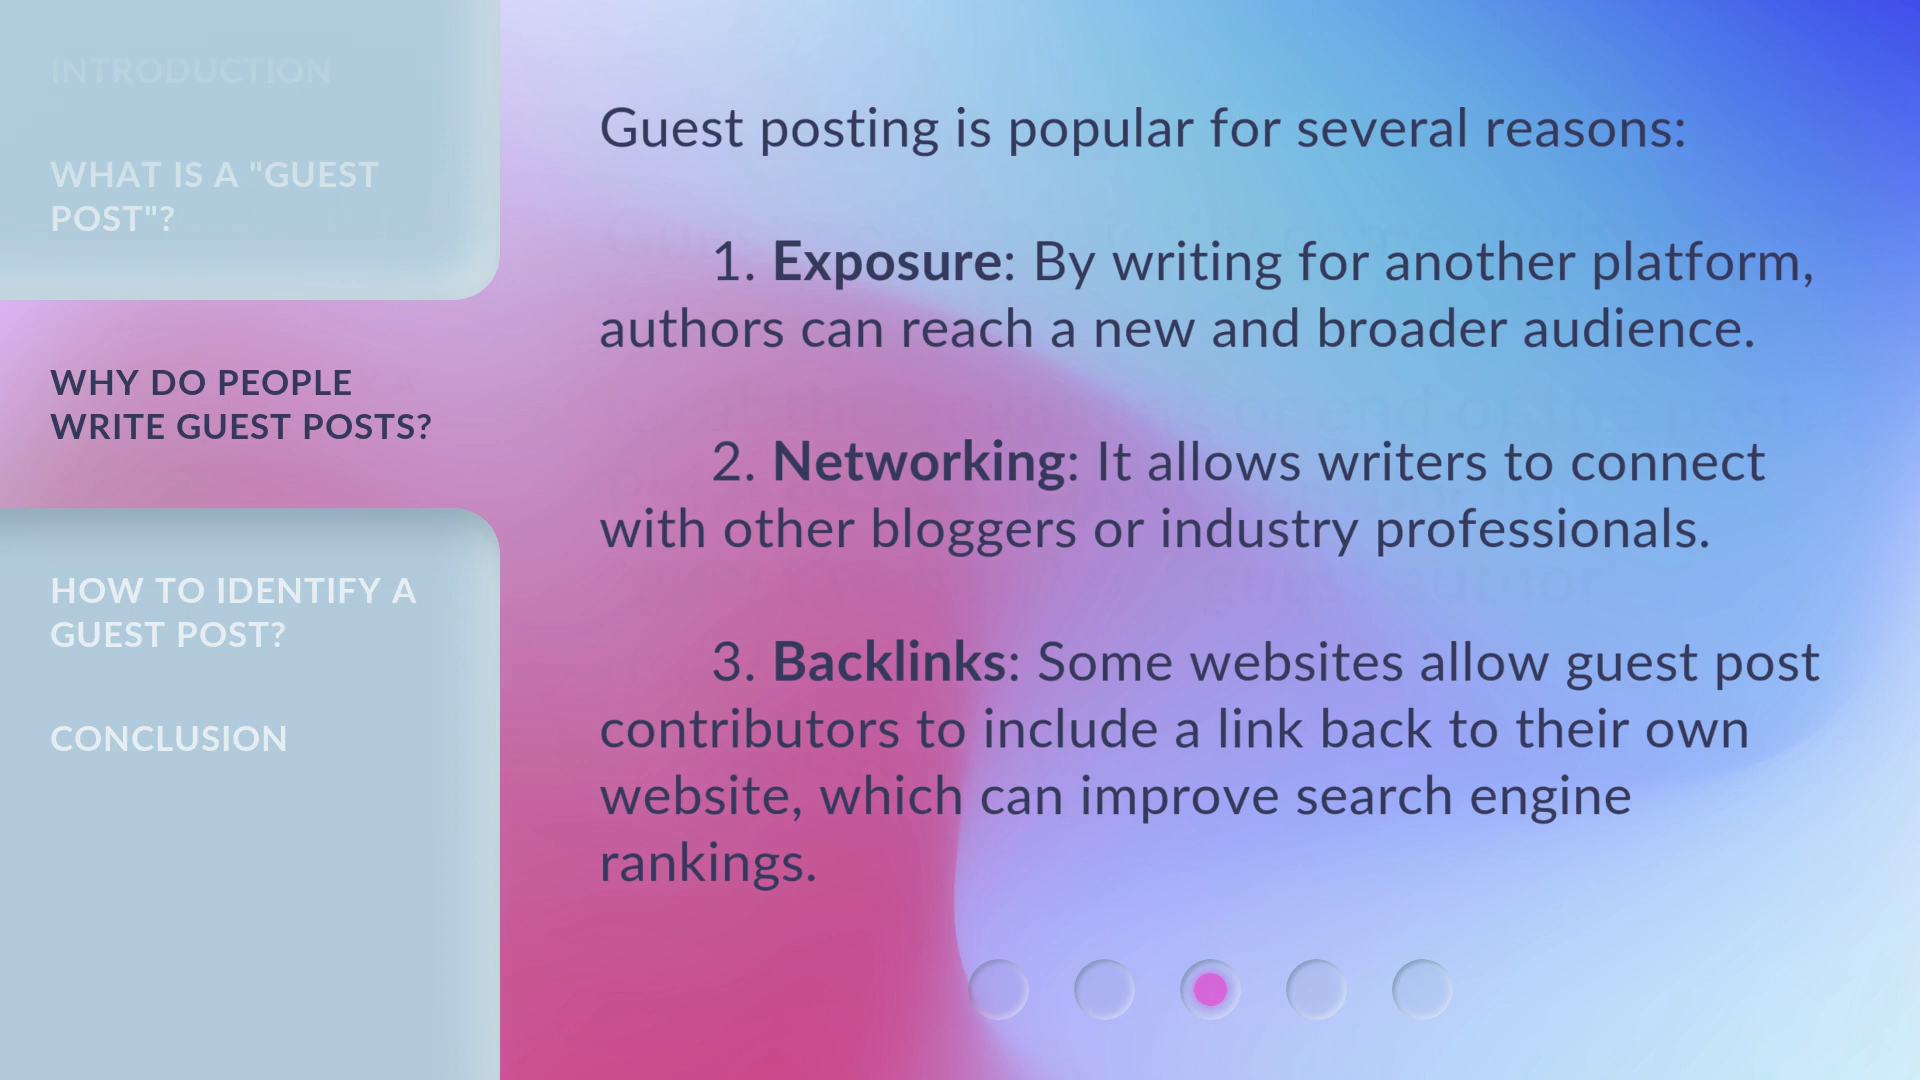 INTRODUCTION
WHAT IS A "GUEST
POST"?
WHY DO PEOPLE
WRITE GUEST POSTS?
HOW TO IDENTIFY A
GUEST POST?
CONCLUSION
Guest posting is popular for several reasons:
1. Exposure: By writing for another platform,
authors can reach a new and broader audience.
2. Networking: It allows writers to connect
with other bloggers or industry professionals.
3. Backlinks: Some websites allow guest post
contributors to include a link back to their own
website, which can improve search engine
rankings.